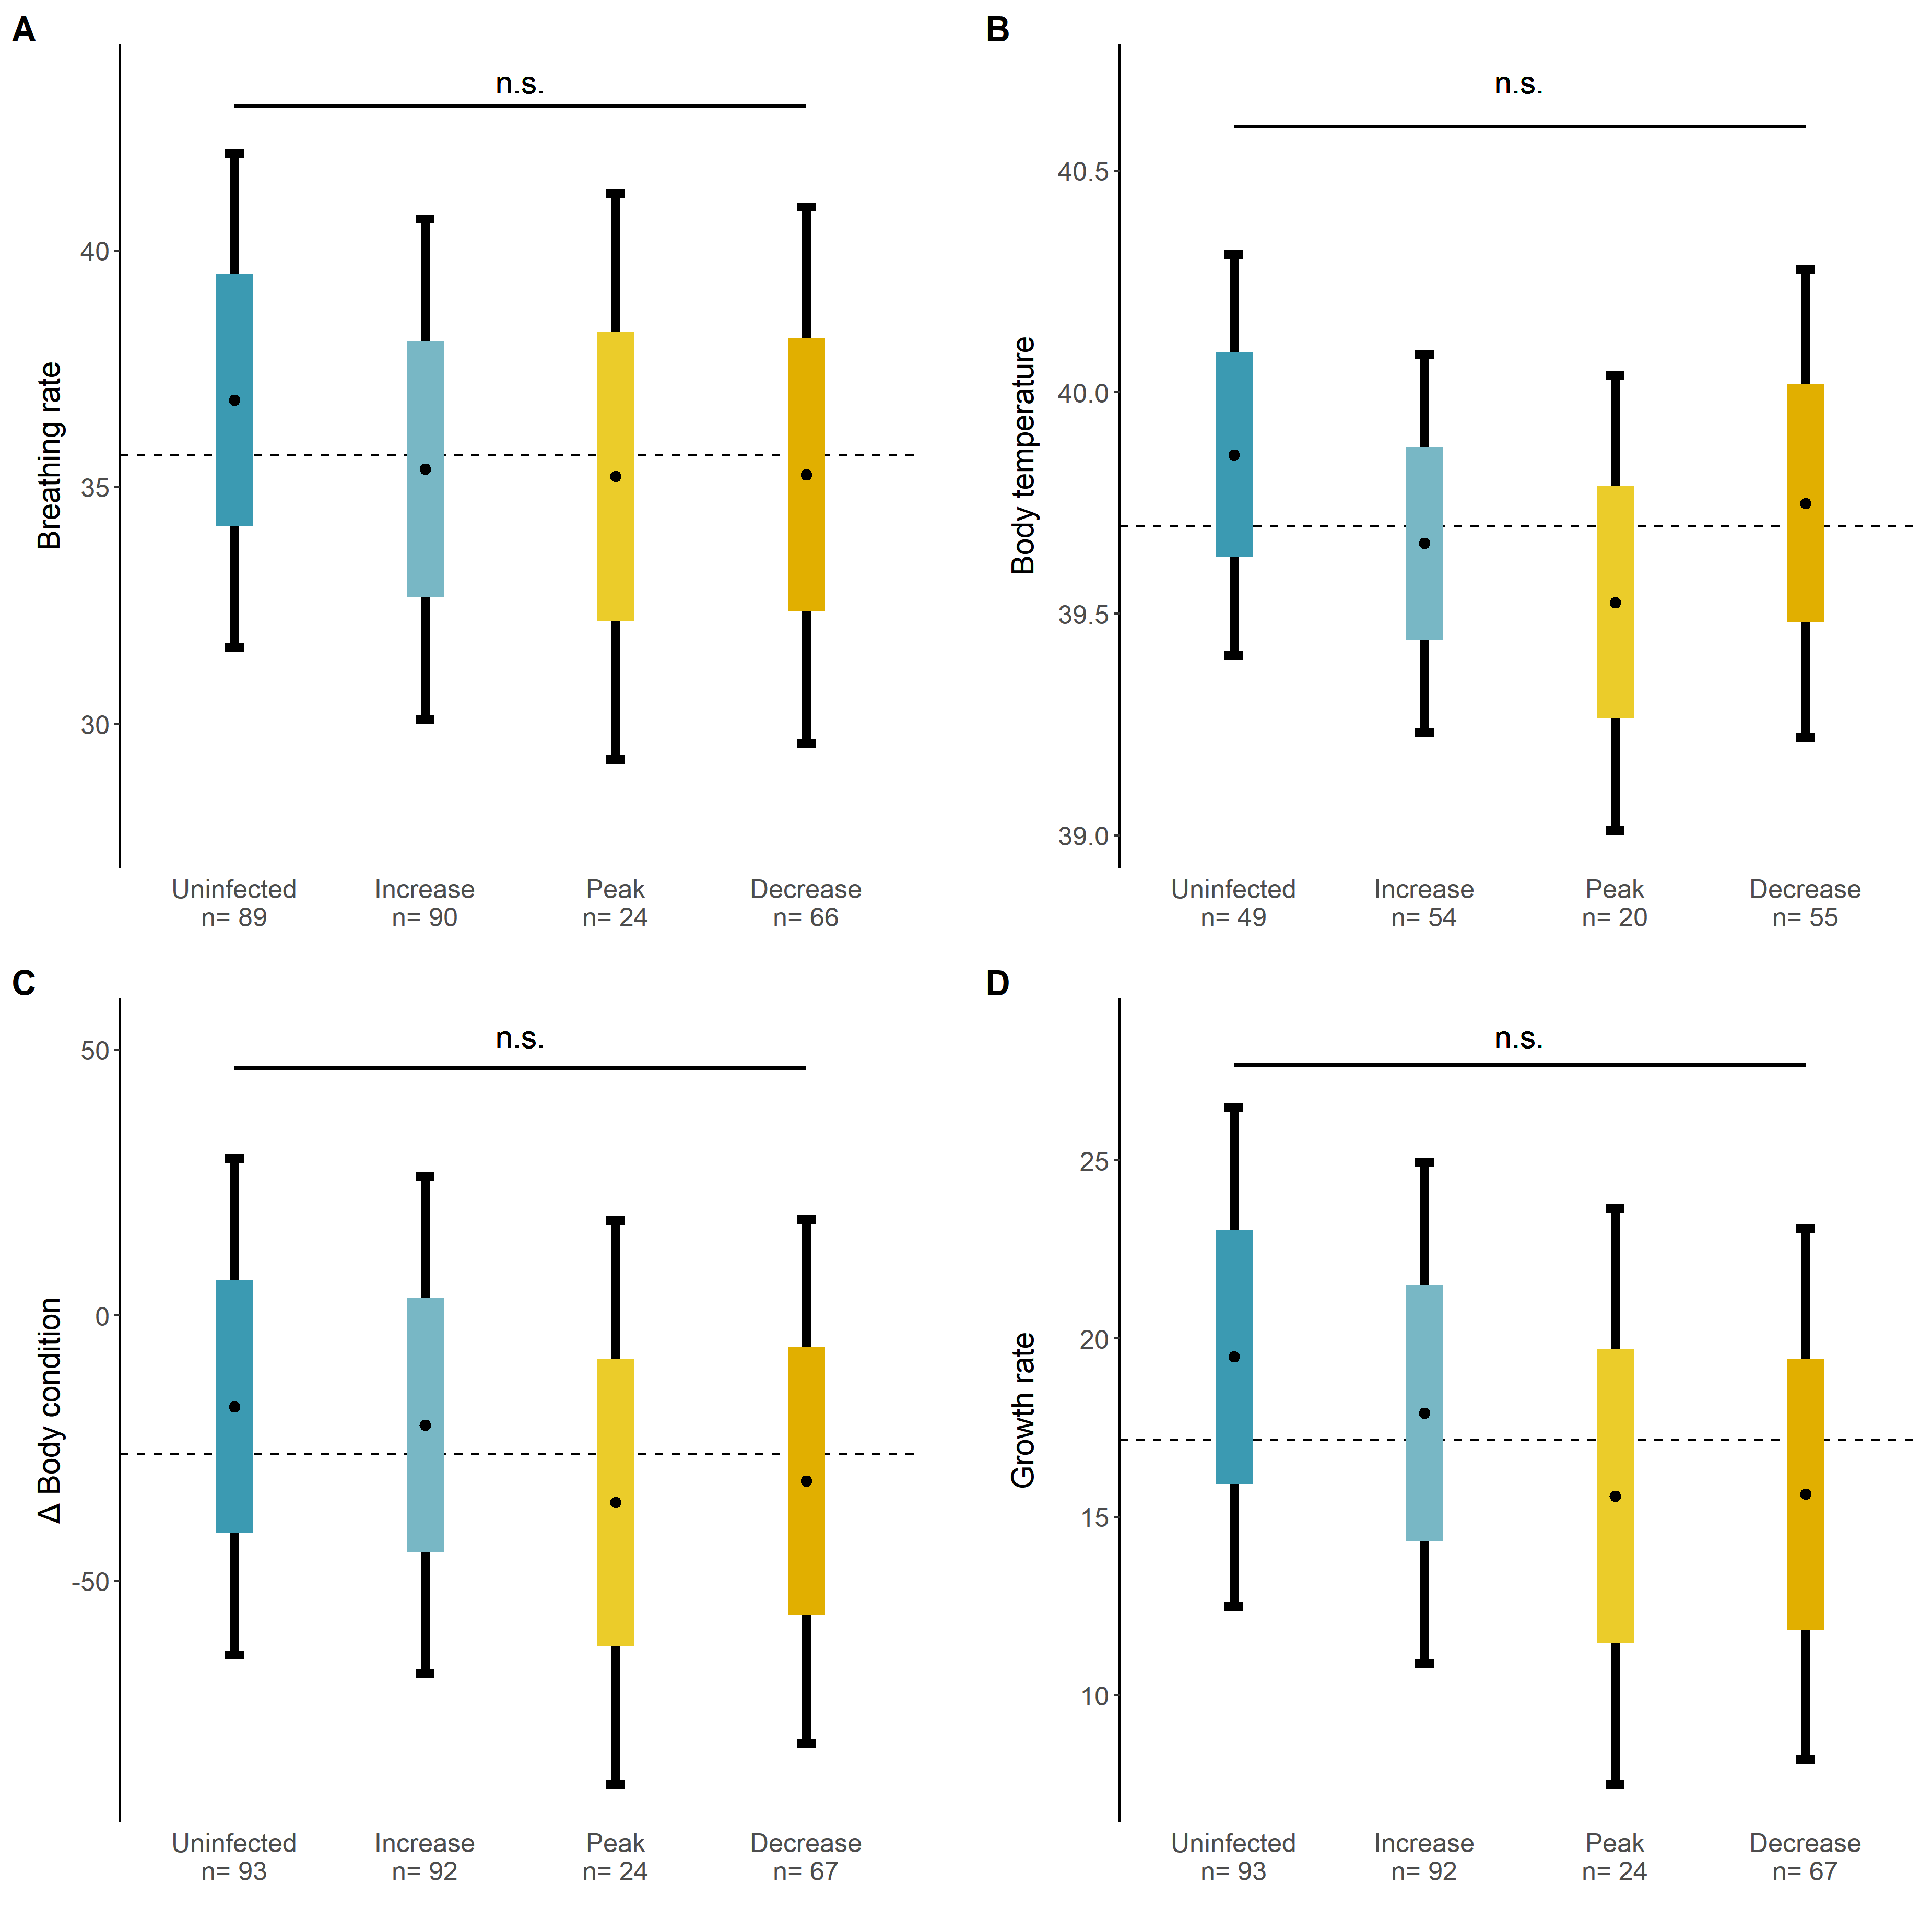 A
n.s.
Breathing rate
40
35
30
Uninfected Increase Peak Decrease
n= 89 n= 90 n= 24 n= 66
B
n.s.
Body temperature
40.5
40.0
39.5
39.0
Uninfected Increase Peak Decrease
n= 49 n= 54 n= 20 n= 55
C
n.s.
Δ Body condition
50
0
-50
Uninfected Increase Peak Decrease
n= 93 n= 92 n= 24 n= 67
D
n.s.
Growth rate
25
20
15
10
Uninfected Increase Peak Decrease
n= 93 n= 92 n= 24 n= 67